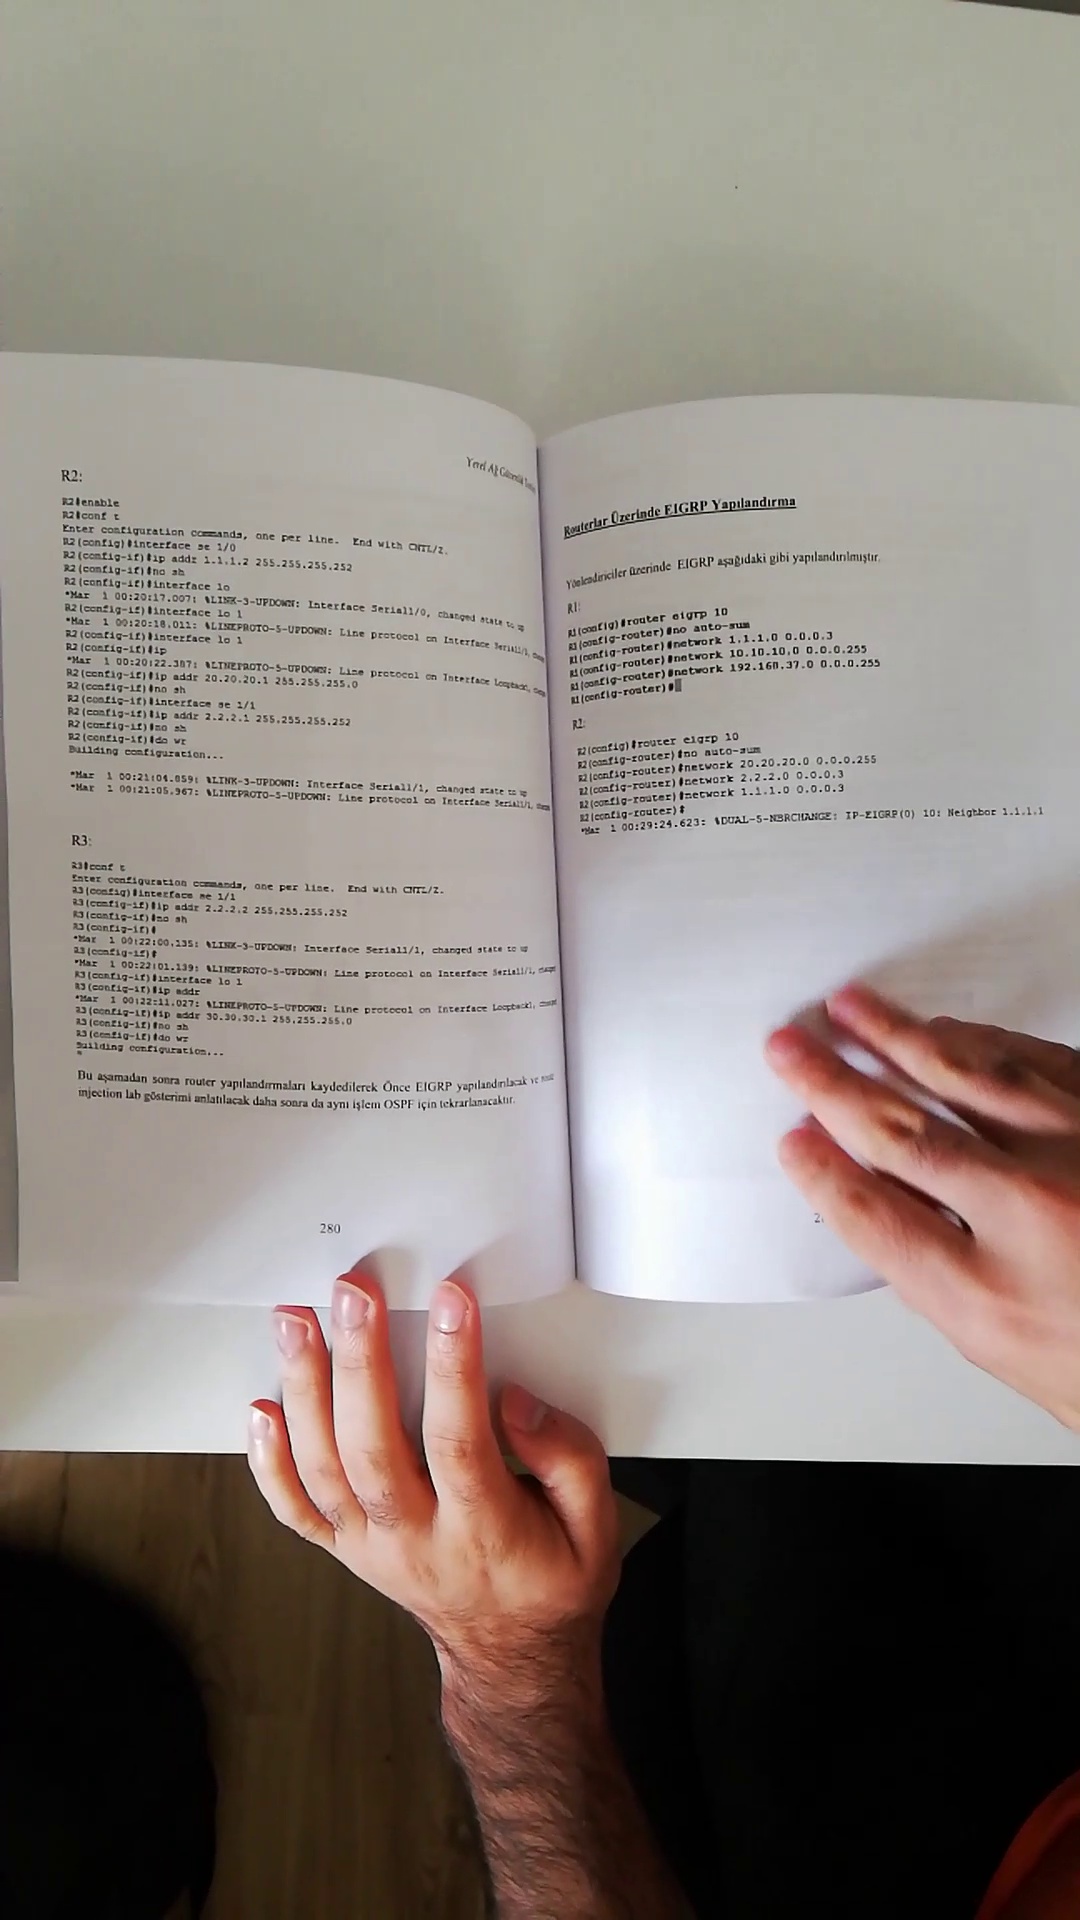 Yerel Ağ Güvenlik
R2:
R2#enable
R2#conf t
Enter configuration commands, one per line.  End with CNTL/Z.
R2(config)#interface se 1/0
R2(config-if)#ip addr 1.1.1.2 255.255.255.252
R2(config-if)#no sh
R2(config-if)#interface lo
*Mar  1 00:20:17.007: %LINK-3-UPDOWN: Interface Serial1/0, changed state to up
R2(config-if)#interface lo 1
*Mar  1 00:20:18.011: %LINEPROTO-5-UPDOWN: Line protocol on Interface Serial1/
R2(config-if)#interface lo 1
R2(config-if)#ip
*Mar  1 00:20:22.387: %LINEPROTO-5-UPDOWN: Line protocol on Interface Loopback1,
R2(config-if)#ip addr 20.20.20.1 255.255.255.0
R2(config-if)#no sh
R2(config-if)#interface se 1/1
R2(config-if)#ip addr 2.2.2.1 255.255.255.252
R2(config-if)#no sh
R2(config-if)#do wr
Building configuration...
*Mar  1 00:21:04.859: %LINK-3-UPDOWN: Interface Serial1/1, changed state to up
*Mar  1 00:21:05.967: %LINEPROTO-5-UPDOWN: Line protocol on Interface Serial1/1,
R3:
R3#conf t
Enter configuration commands, one per line.  End with CNTL/Z.
R3(config)#interface se 1/1
R3(config-if)#ip addr 2.2.2.2 255.255.255.252
R3(config-if)#no sh
R3(config-if)#
*Mar  1 00:22:00.135: %LINK-3-UPDOWN: Interface Serial1/1, changed state to up
R3(config-if)#
*Mar  1 00:22:01.139: %LINEPROTO-5-UPDOWN: Line protocol on Interface Serial1/1,
R3(config-if)#interface lo 1
R3(config-if)#ip addr
*Mar  1 00:22:11.027: %LINEPROTO-5-UPDOWN: Line protocol on Interface Loopback1,
R3(config-if)#ip addr 30.30.30.1 255.255.255.0
R3(config-if)#no sh
R3(config-if)#do wr
Building configuration...
Bu aşamadan sonra router yapılandırmaları kaydedilerek Önce EIGRP yapılandırılacak ve
injection lab gösterimi anlatılacak daha sonra da aynı işlem OSPF için tekrarlanacaktır.
280
Routerlar Üzerinde EIGRP Yapılandırma
Yönlendiriciler üzerinde EIGRP aşağıdaki gibi yapılandırılmıştır.
R1:
R1(config)#router eigrp 10
R1(config-router)#no auto-sum
R1(config-router)#network 1.1.1.0 0.0.0.3
R1(config-router)#network 10.10.10.0 0.0.0.255
R1(config-router)#network 192.168.37.0 0.0.0.255
R1(config-router)#
R2:
R2(config)#router eigrp 10
R2(config-router)#no auto-sum
R2(config-router)#network 20.20.20.0 0.0.0.255
R2(config-router)#network 2.2.2.0 0.0.0.3
R2(config-router)#network 1.1.1.0 0.0.0.3
R2(config-router)#
*Mar  1 00:29:24.623: %DUAL-5-NBRCHANGE: IP-EIGRP(0) 10: Neighbor 1.1.1.1